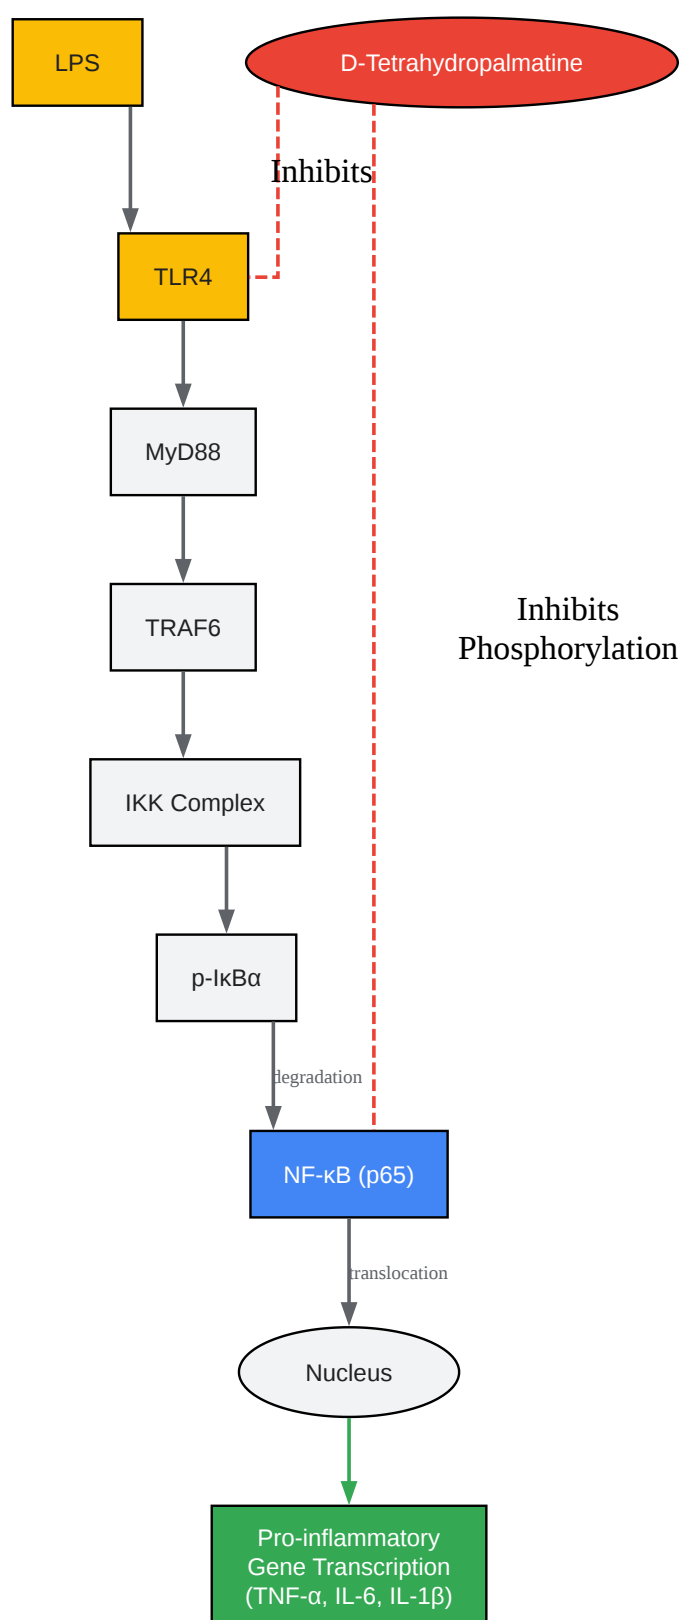 LPS
D-Tetrahydropalmatine
Inhibits
TLR4
MyD88
TRAF6
Inhibits
Phosphorylation
IKK Complex
p-IκBα
degradation
NF-κB (p65)
translocation
Nucleus
Pro-inflammatory
Gene Transcription
(TNF-α, IL-6, IL-1β)